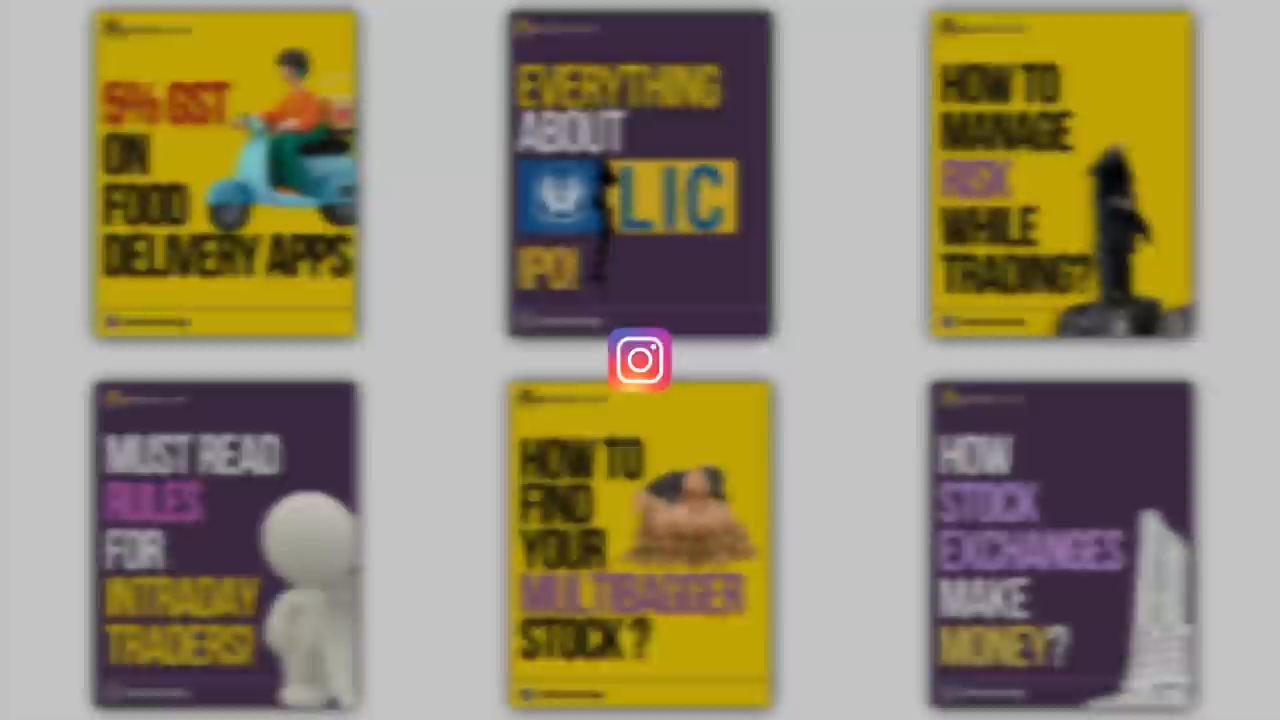 5% GST
ON
FOOD
DELIVERY APPS
EVERYTHING
ABOUT
LIC
IPO!
HOW TO
MANAGE
RISK
WHILE
TRADING?
MUST READ
RULES
FOR
INTRADAY
TRADERS!
HOW TO
FIND
YOUR
MULTIBAGGER
STOCK ?
HOW
STOCK
EXCHANGES
MAKE
MONEY?